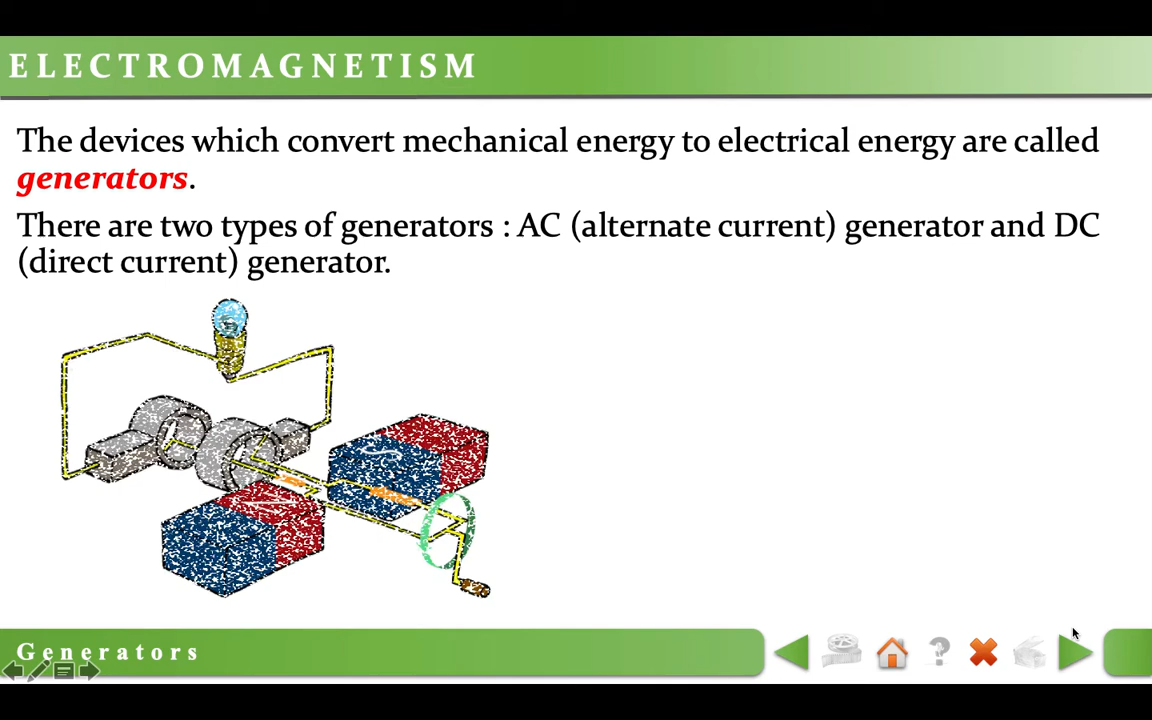 ELECTROMAGNETISM
The devices which convert mechanical energy to electrical energy are called
generators.
There are two types of generators : AC (alternate current) generator and DC
(direct current) generator.
S
Generators
?